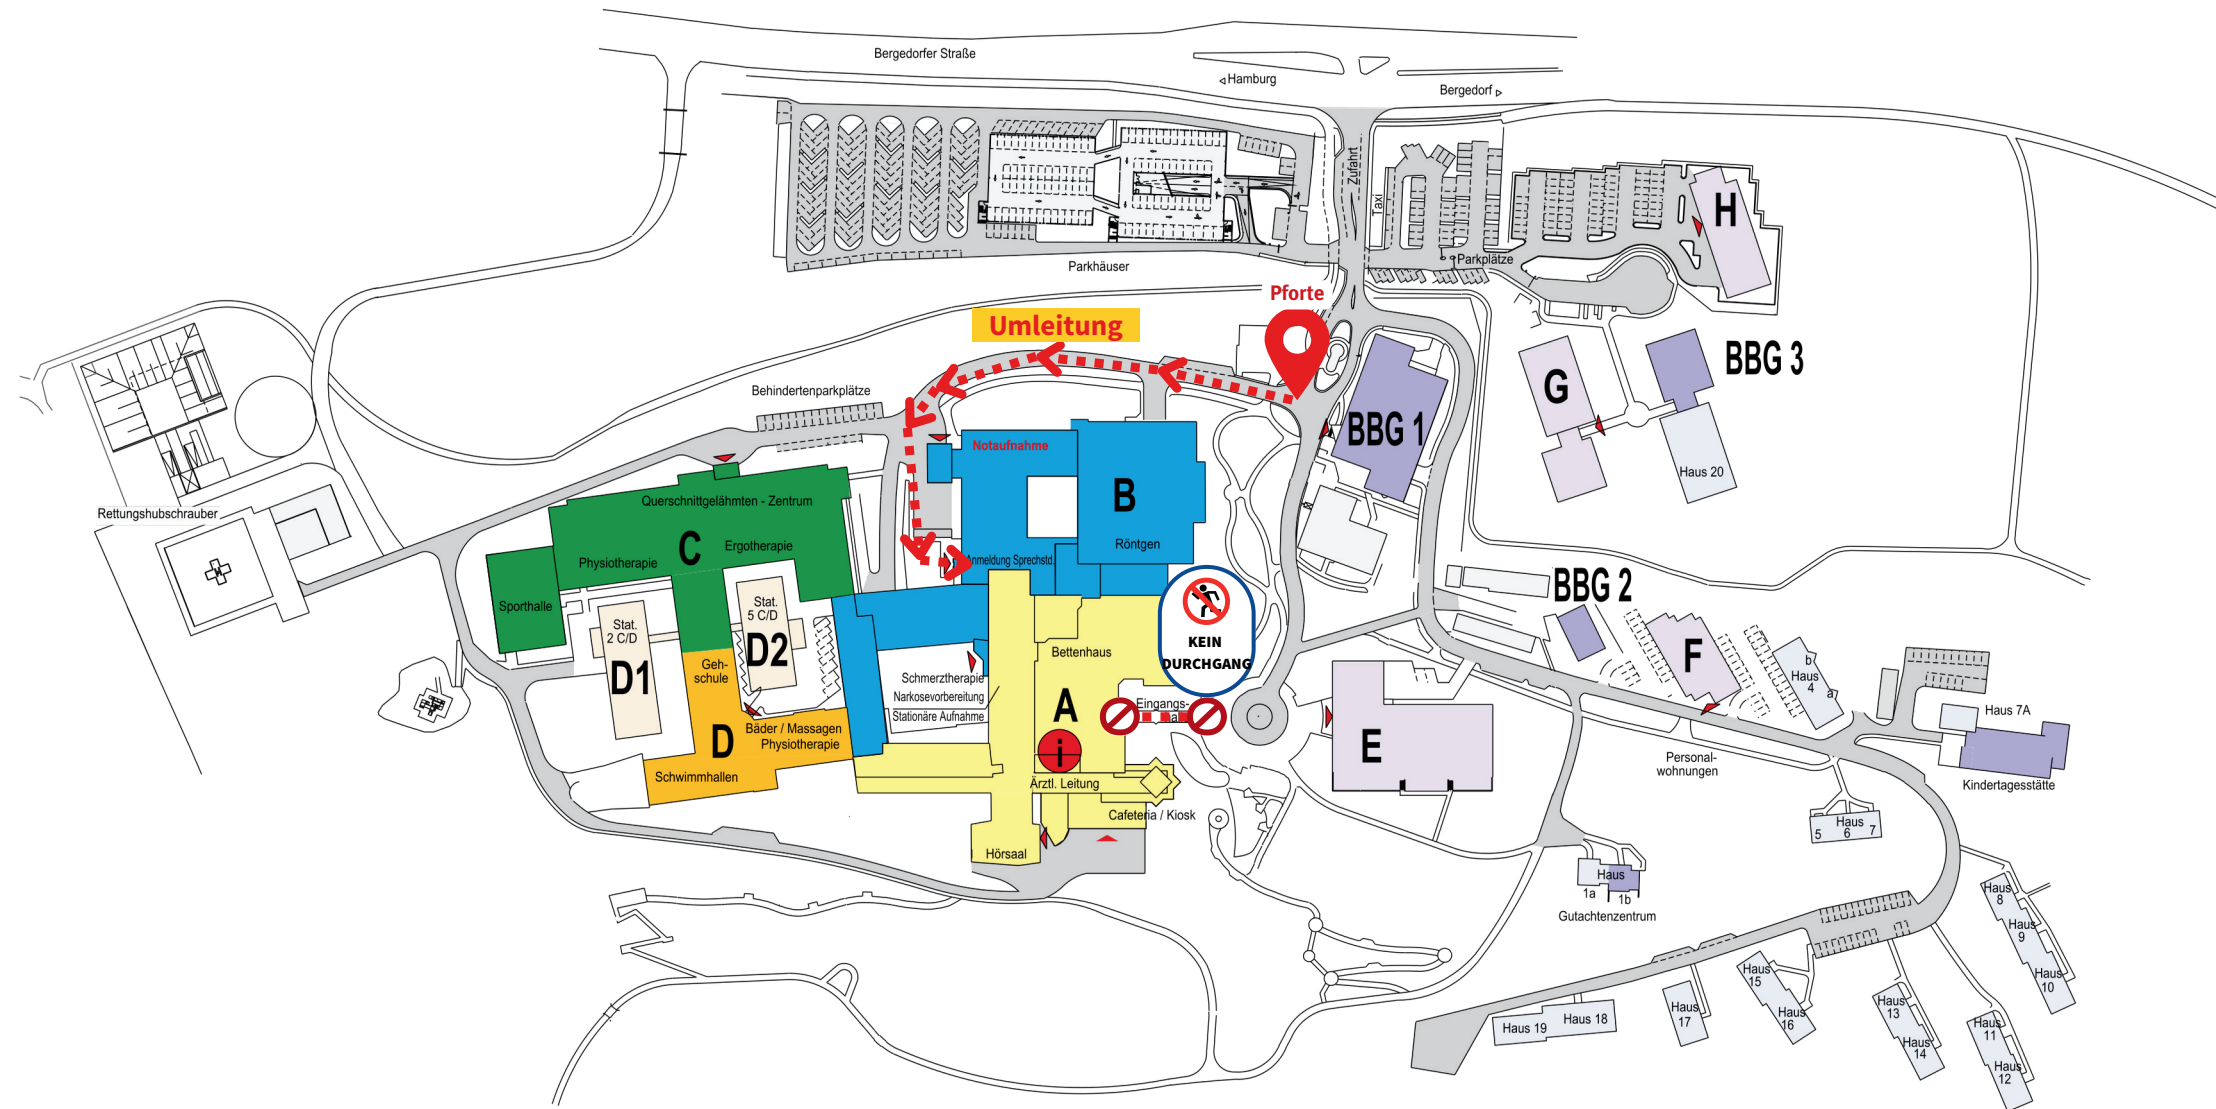 Bergedorfer Straße
Hamburg
Bergedorf
Zufahrt
Taxi
H
Parkplätze
Parkhäuser
Pforte
Umleitung
BBG 3
G
Behindertenparkplätze
BBG 1
Notaufnahme
Haus 20
Querschnittgelähmten - Zentrum
B
Rettungshubschrauber
C
Ergotherapie
Röntgen
Physiotherapie
Anmeldung Sprechstd.
BBG 2
Sporthalle
Stat.
5 C/D
Stat.
2 C/D
KEIN
DURCHGANG
D2
Bettenhaus
F
b
Haus
4
a
D1
Geh-
schule
Schmerztherapie
Narkosevorbereitung
Stationäre Aufnahme
A
Eingangs-
Haus 7A
D
Bäder / Massagen
Physiotherapie
i
E
Personal-
wohnungen
Schwimmhallen
Ärztl. Leitung
Kindertagesstätte
Cafeteria / Kiosk
Haus
5 6 7
Hörsaal
Haus
1a
1b
Gutachtenzentrum
Haus
8
Haus
9
Haus
10
Haus
15
Haus
16
Haus
17
Haus 18
Haus 19
Haus
13
Haus
14
Haus
11
Haus
12